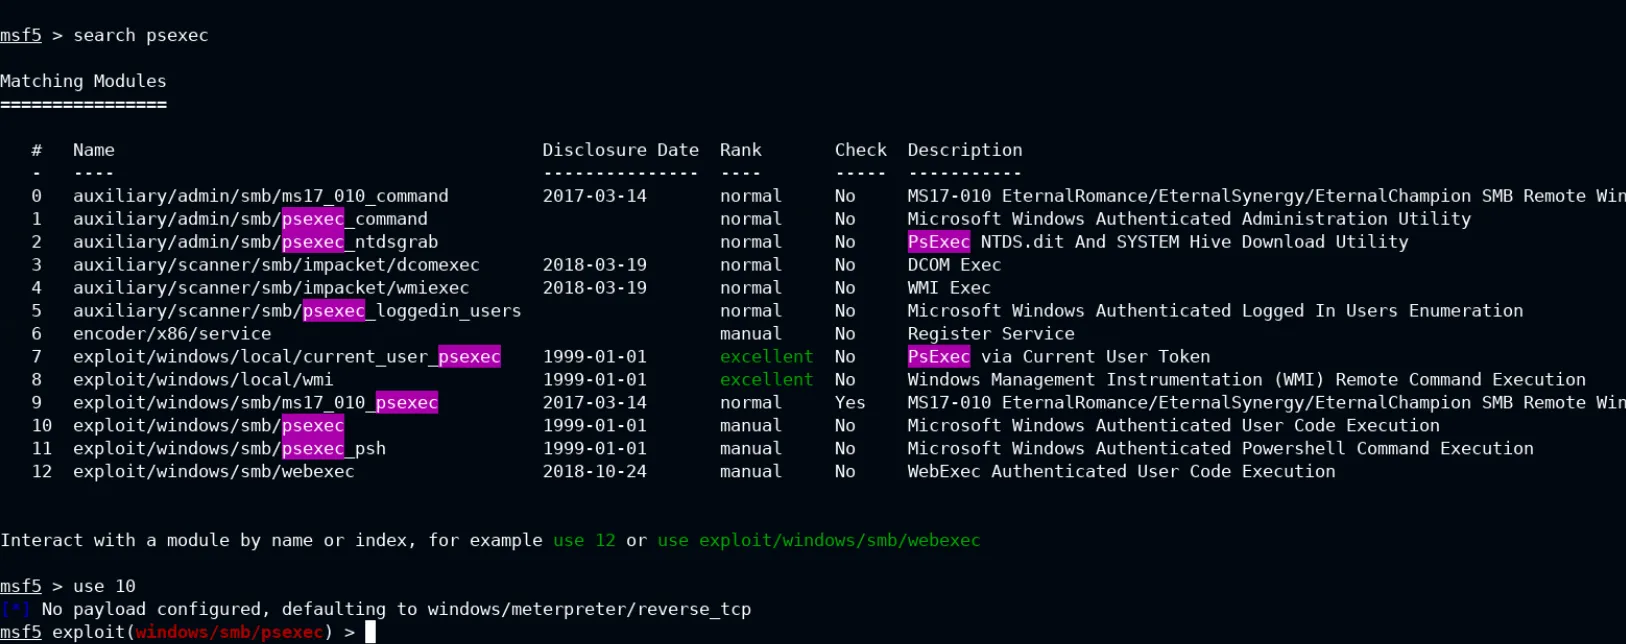 msf5 > search psexec
Matching Modules
================
# Name Disclosure Date Rank Check Description
- ---- --------------- ---- ----- -----------
0 auxiliary/admin/smb/ms17_010_command 2017-03-14 normal No MS17-010 EternalRomance/EternalSynergy/EternalChampion SMB Remote Win
1 auxiliary/admin/smb/psexec_command normal No Microsoft Windows Authenticated Administration Utility
2 auxiliary/admin/smb/psexec_ntdsgrab normal No PsExec NTDS.dit And SYSTEM Hive Download Utility
3 auxiliary/scanner/smb/impacket/dcomexec 2018-03-19 normal No DCOM Exec
4 auxiliary/scanner/smb/impacket/wmiexec 2018-03-19 normal No WMI Exec
5 auxiliary/scanner/smb/psexec_loggedin_users normal No Microsoft Windows Authenticated Logged In Users Enumeration
6 encoder/x86/service manual No Register Service
7 exploit/windows/local/current_user_psexec 1999-01-01 excellent No PsExec via Current User Token
8 exploit/windows/local/wmi 1999-01-01 excellent No Windows Management Instrumentation (WMI) Remote Command Execution
9 exploit/windows/smb/ms17_010_psexec 2017-03-14 normal Yes MS17-010 EternalRomance/EternalSynergy/EternalChampion SMB Remote Win
10 exploit/windows/smb/psexec 1999-01-01 manual No Microsoft Windows Authenticated User Code Execution
11 exploit/windows/smb/psexec_psh 1999-01-01 manual No Microsoft Windows Authenticated Powershell Command Execution
12 exploit/windows/smb/webexec 2018-10-24 manual No WebExec Authenticated User Code Execution
Interact with a module by name or index, for example use 12 or use exploit/windows/smb/webexec
msf5 > use 10
[*] No payload configured, defaulting to windows/meterpreter/reverse_tcp
msf5 exploit(windows/smb/psexec) >